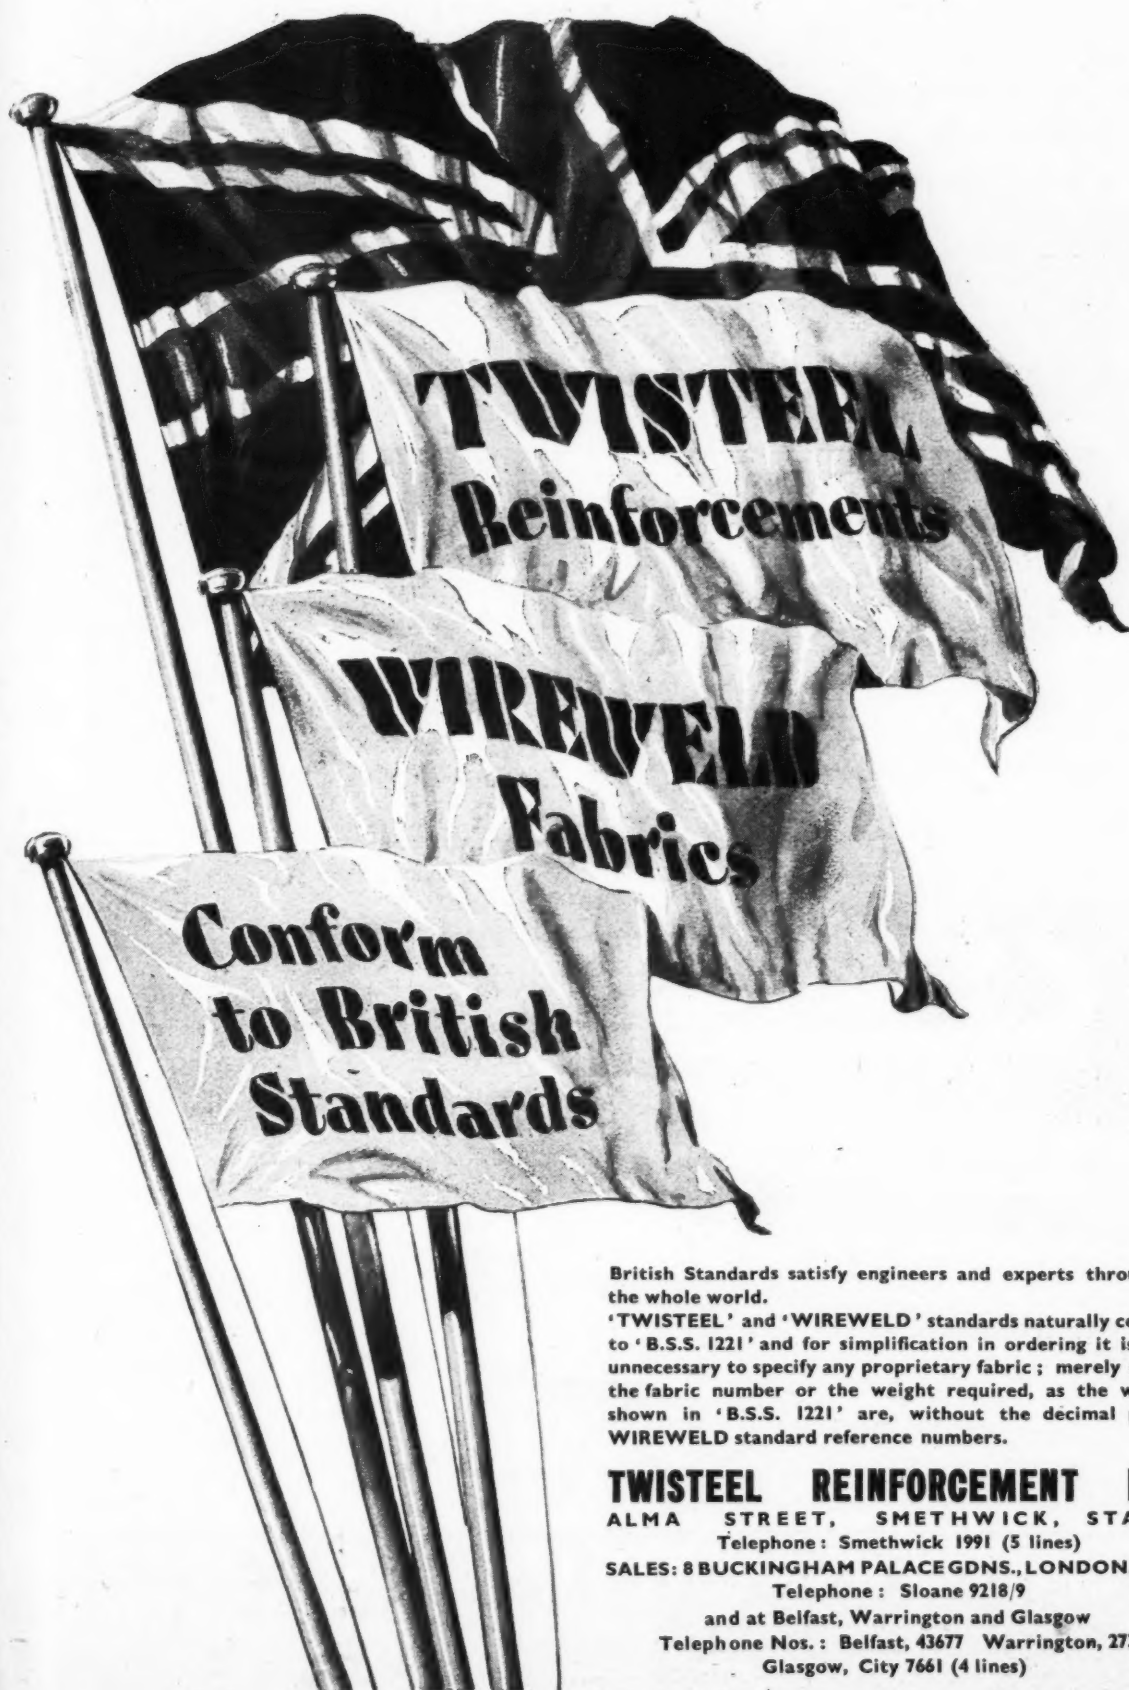 TWISTEEL
Reinforcements
WIREWELD
Fabrics
Conform
to British
Standards
British Standards satisfy engineers and experts
the whole world.
'TWISTEEL' and 'WIREWELD' standards naturally
to 'B.S.S. 1221' and for simplification in ordering it
unnecessary to specify any proprietary fabric; merely
the fabric number or the weight required, as the
shown in 'B.S.S. 1221' are, without the decimal
WIREWELD standard reference numbers.
TWISTEEL REINFORCEMENT
ALMA STREET, SMETHWICK,
Telephone: Smethwick 1991 (5 lines)
SALES: 8 BUCKINGHAM PALACE GDNS., LONDON
Telephone: Sloane 9218/9
and at Belfast, Warrington and Glasgow
Telephone Nos.: Belfast, 43677 Warrington,
Glasgow, City 7661 (4 lines)